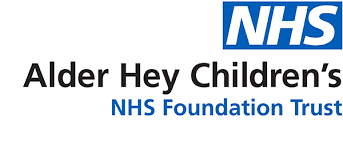 NHS
Alder Hey Children's
NHS Foundation Trust